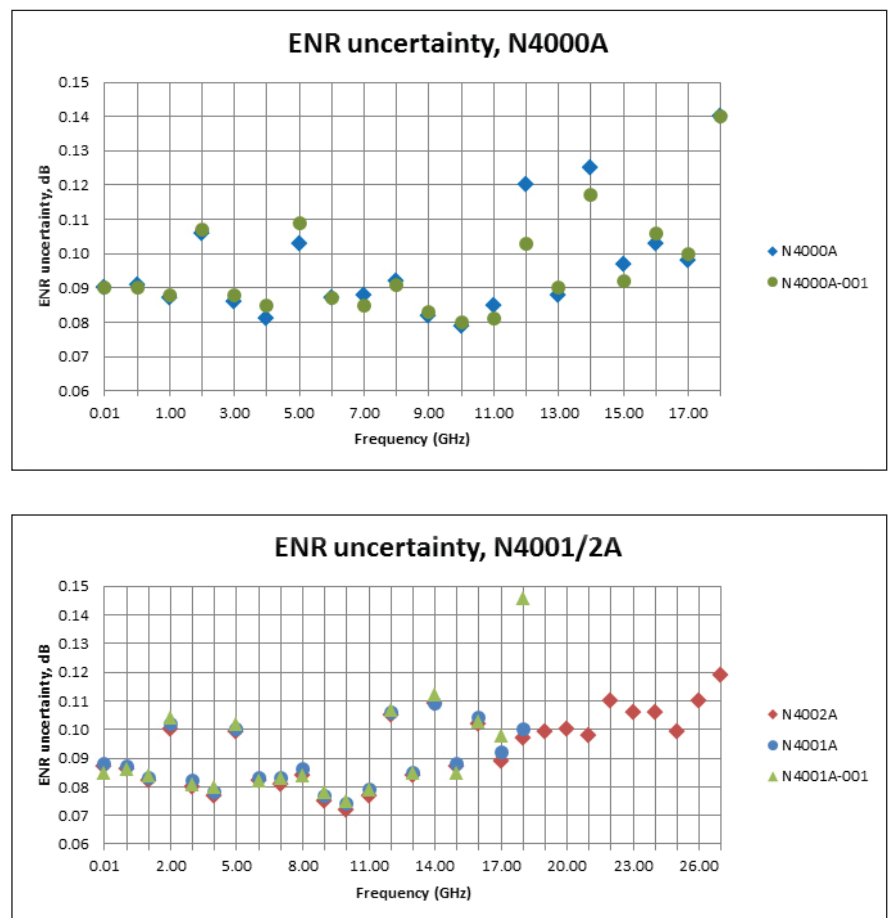 ENR uncertainty, N4000A
0.15
0.14
0.13
0.12
0.11
0.10
0.09
0.08
0.07
0.06
ENR uncertainty, dB
0.01 1.00 3.00 5.00 7.00 9.00 11.00 13.00 15.00 17.00
Frequency (GHz)
N4000A
N4000A-001
ENR uncertainty, N4001/2A
0.15
0.14
0.13
0.12
0.11
0.10
0.09
0.08
0.07
0.06
ENR uncertainty, dB
0.01 2.00 5.00 8.00 11.00 14.00 17.00 20.00 23.00 26.00
Frequency (GHz)
N4002A
N4001A
N4001A-001